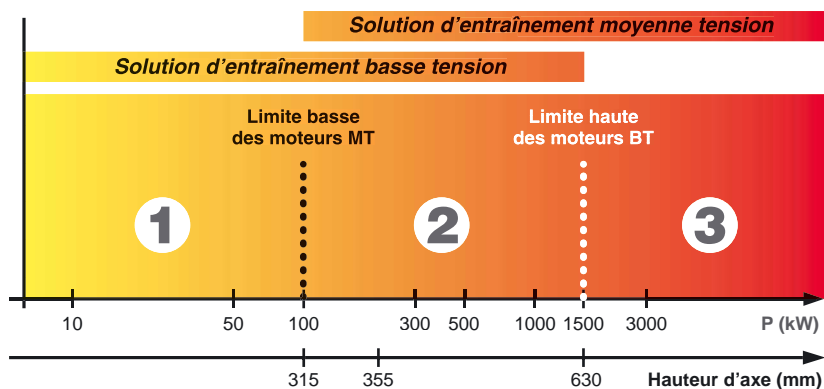 Solution d'entraînement moyenne tension
Solution d'entraînement basse tension
Limite basse
des moteurs MT
Limite haute
des moteurs BT
1 2 3
10 50 100 300 500 1000 1500 3000 P (kW)
315 355 630 Hauteur d'axe (mm)